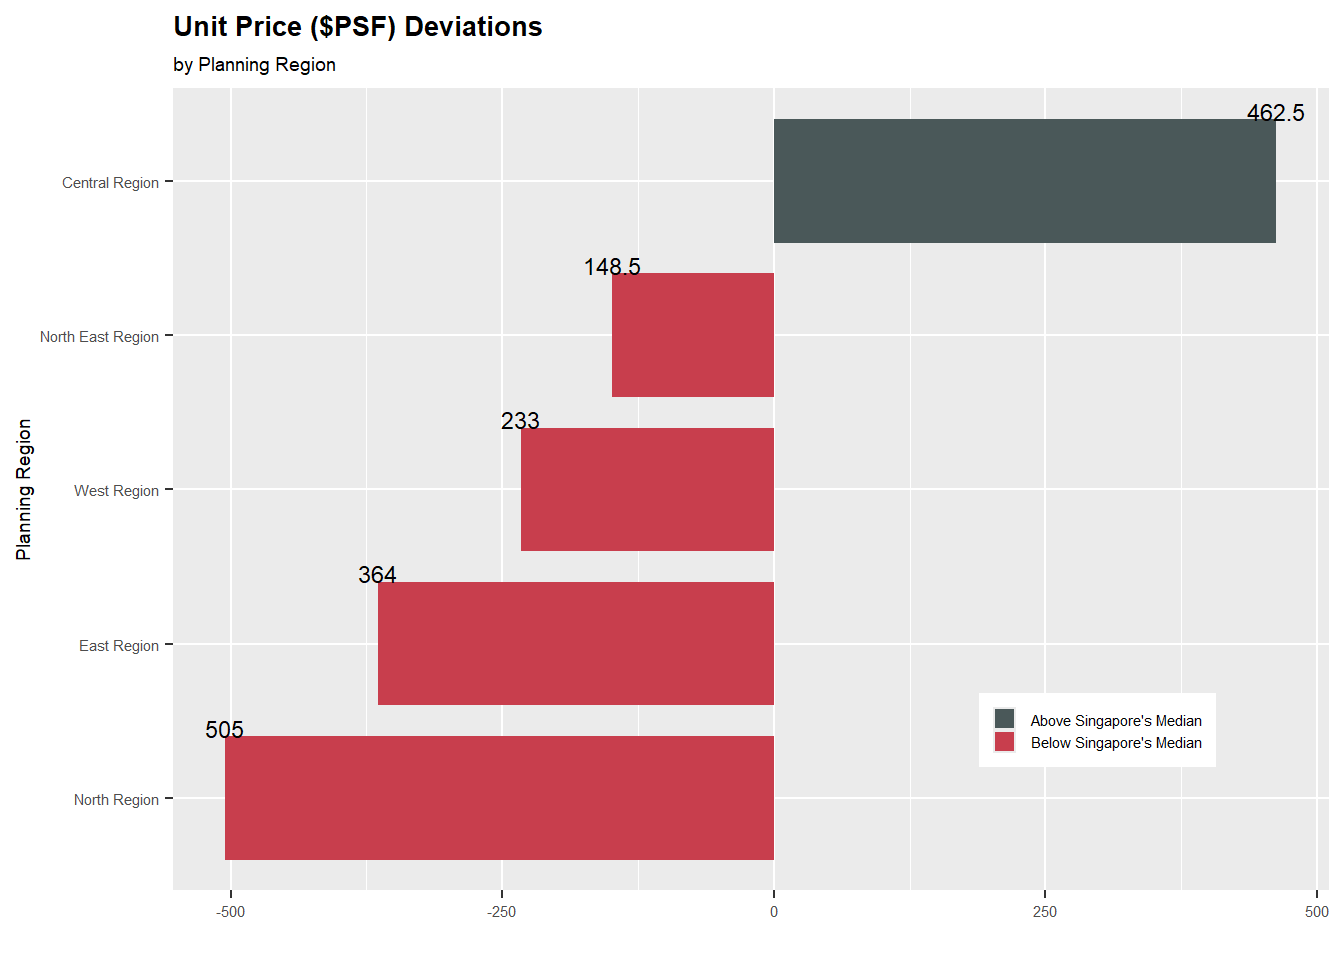 Unit Price ($PSF) Deviations
by Planning Region
462.5
Central Region
148.5
North East Region
233
West Region
364
East Region
505
North Region
Planning Region
Above Singapore's Median
Below Singapore's Median
-500 -250 0 250 500